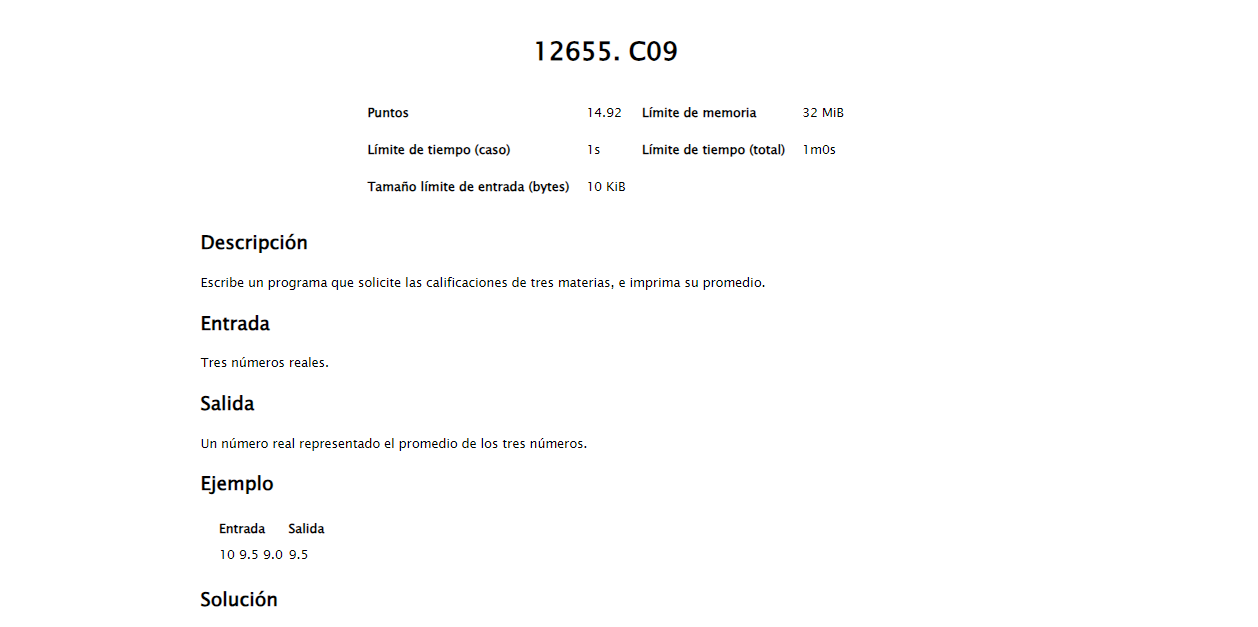 12655. C09
Puntos 14.92 Límite de memoria 32 MiB
Límite de tiempo (caso) 1s Límite de tiempo (total) 1m0s
Tamaño límite de entrada (bytes) 10 KiB
Descripción
Escribe un programa que solicite las calificaciones de tres materias, e imprima su promedio.
Entrada
Tres números reales.
Salida
Un número real representado el promedio de los tres números.
Ejemplo
Entrada Salida
10 9.5 9.0 9.5
Solución